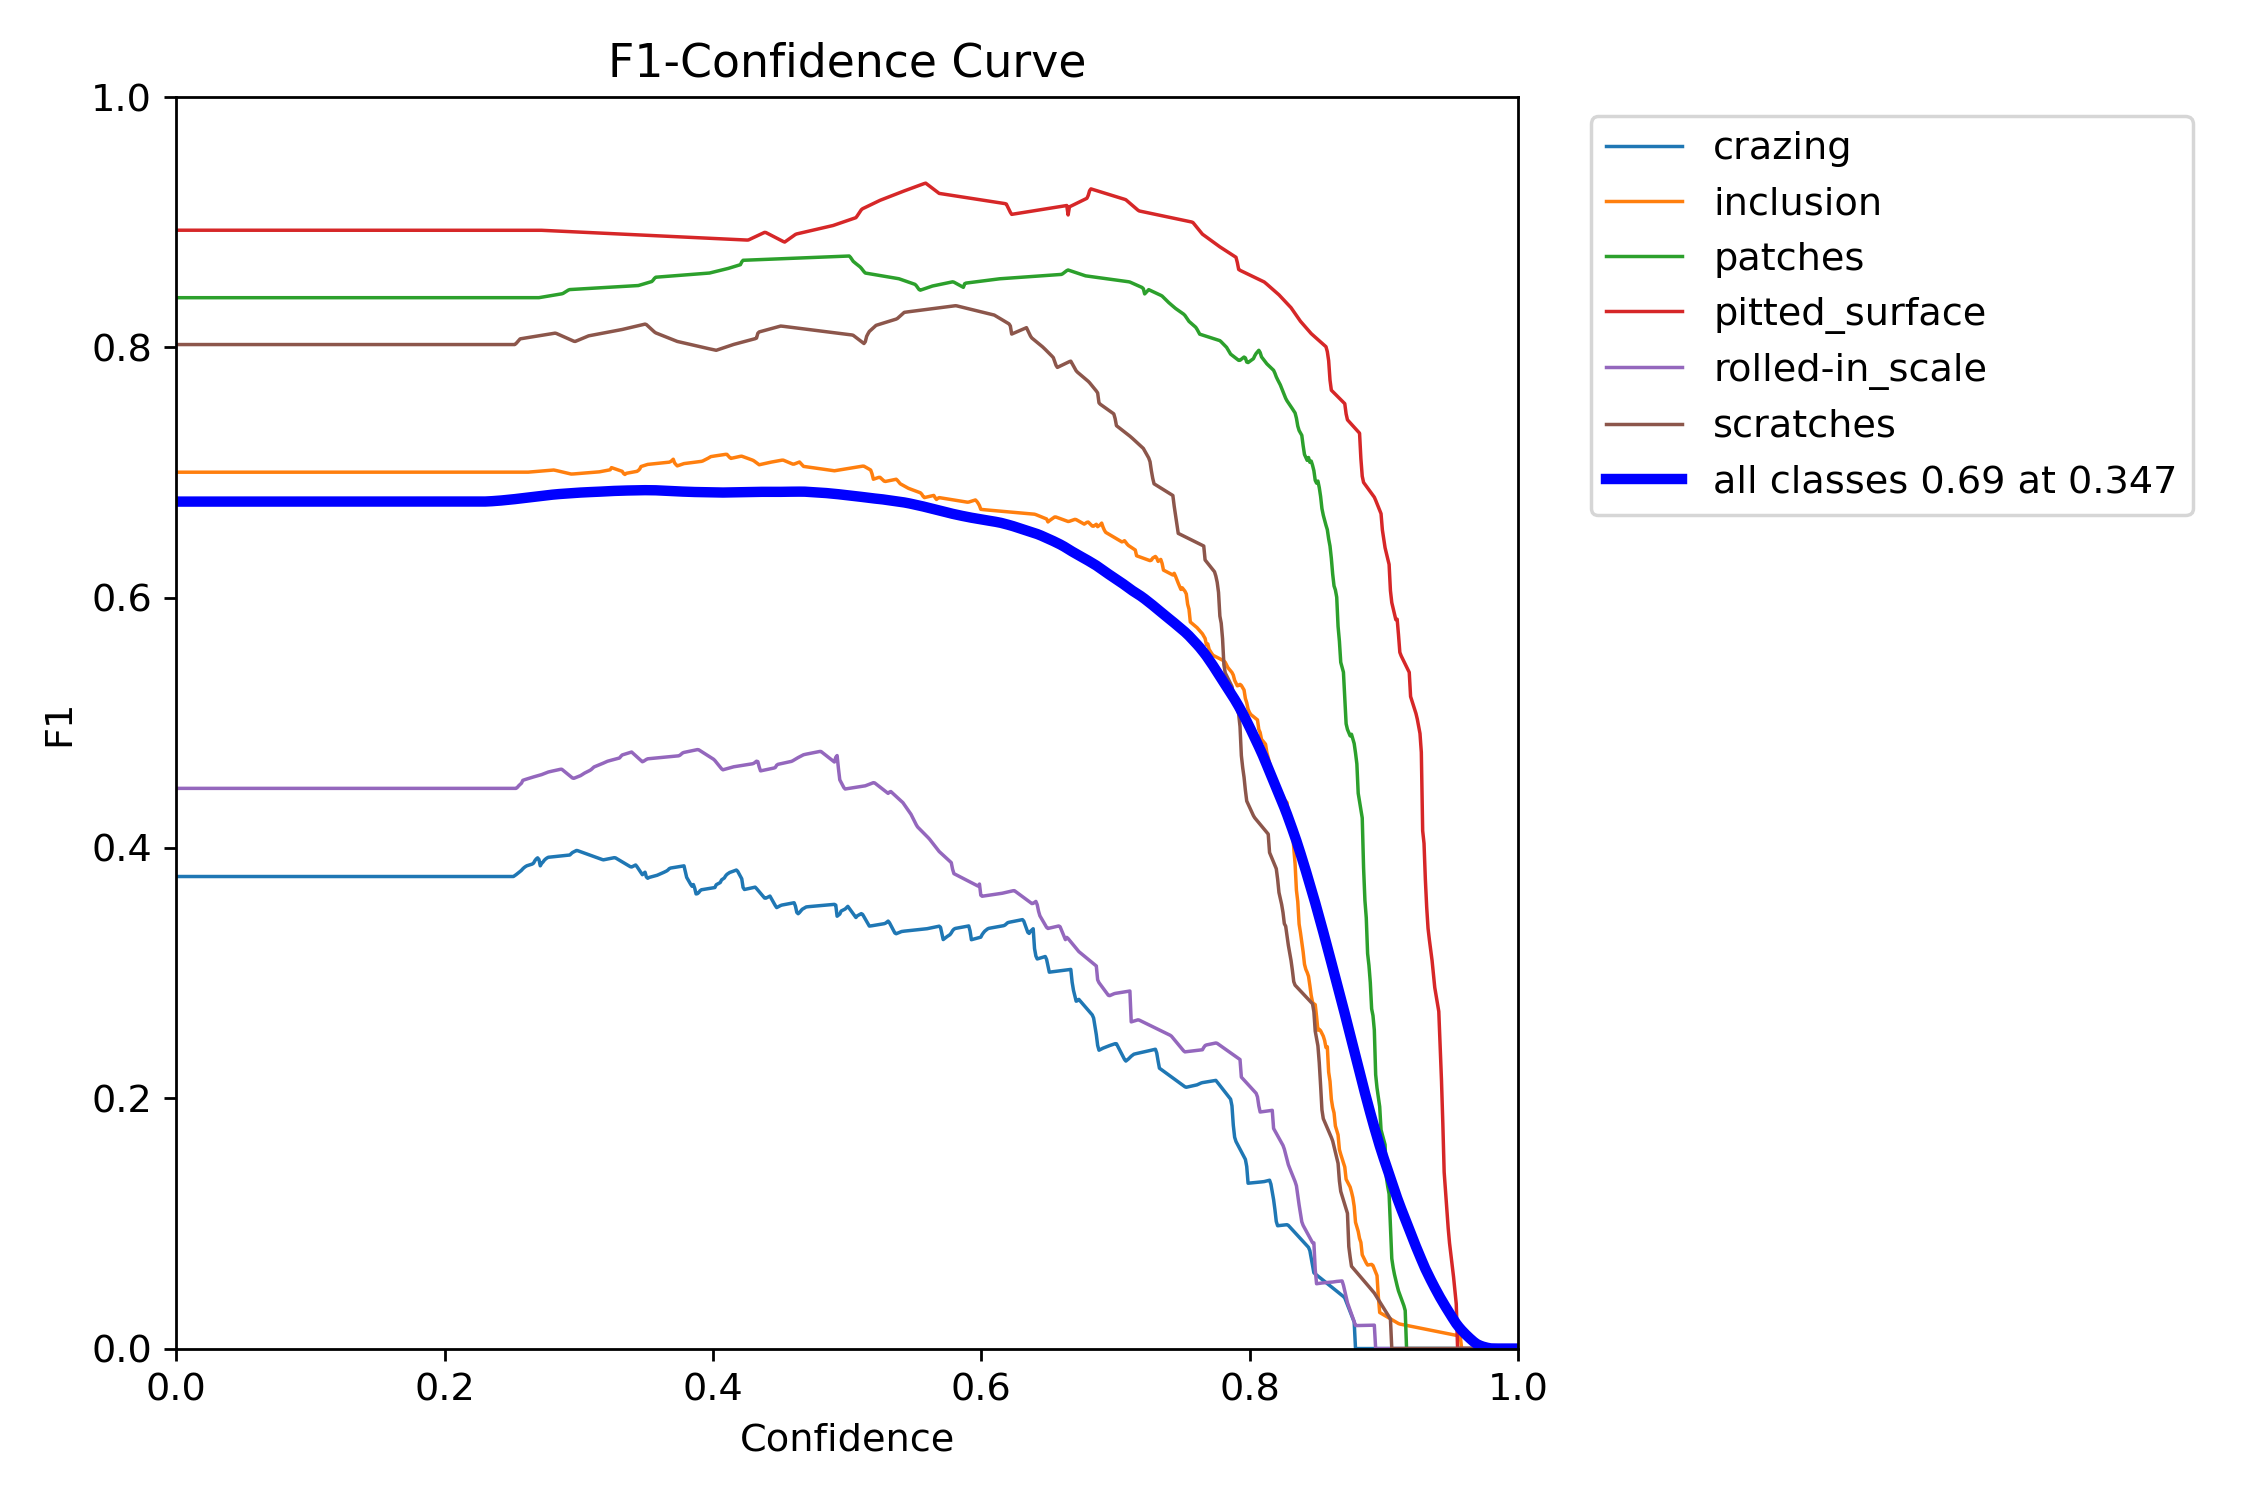 F1-Confidence Curve
1.0
0.8
0.6
0.4
0.2
0.0
F1
0.0 0.2 0.4 0.6 0.8 1.0
Confidence
crazing
inclusion
patches
pitted_surface
rolled-in_scale
scratches
all classes 0.69 at 0.347